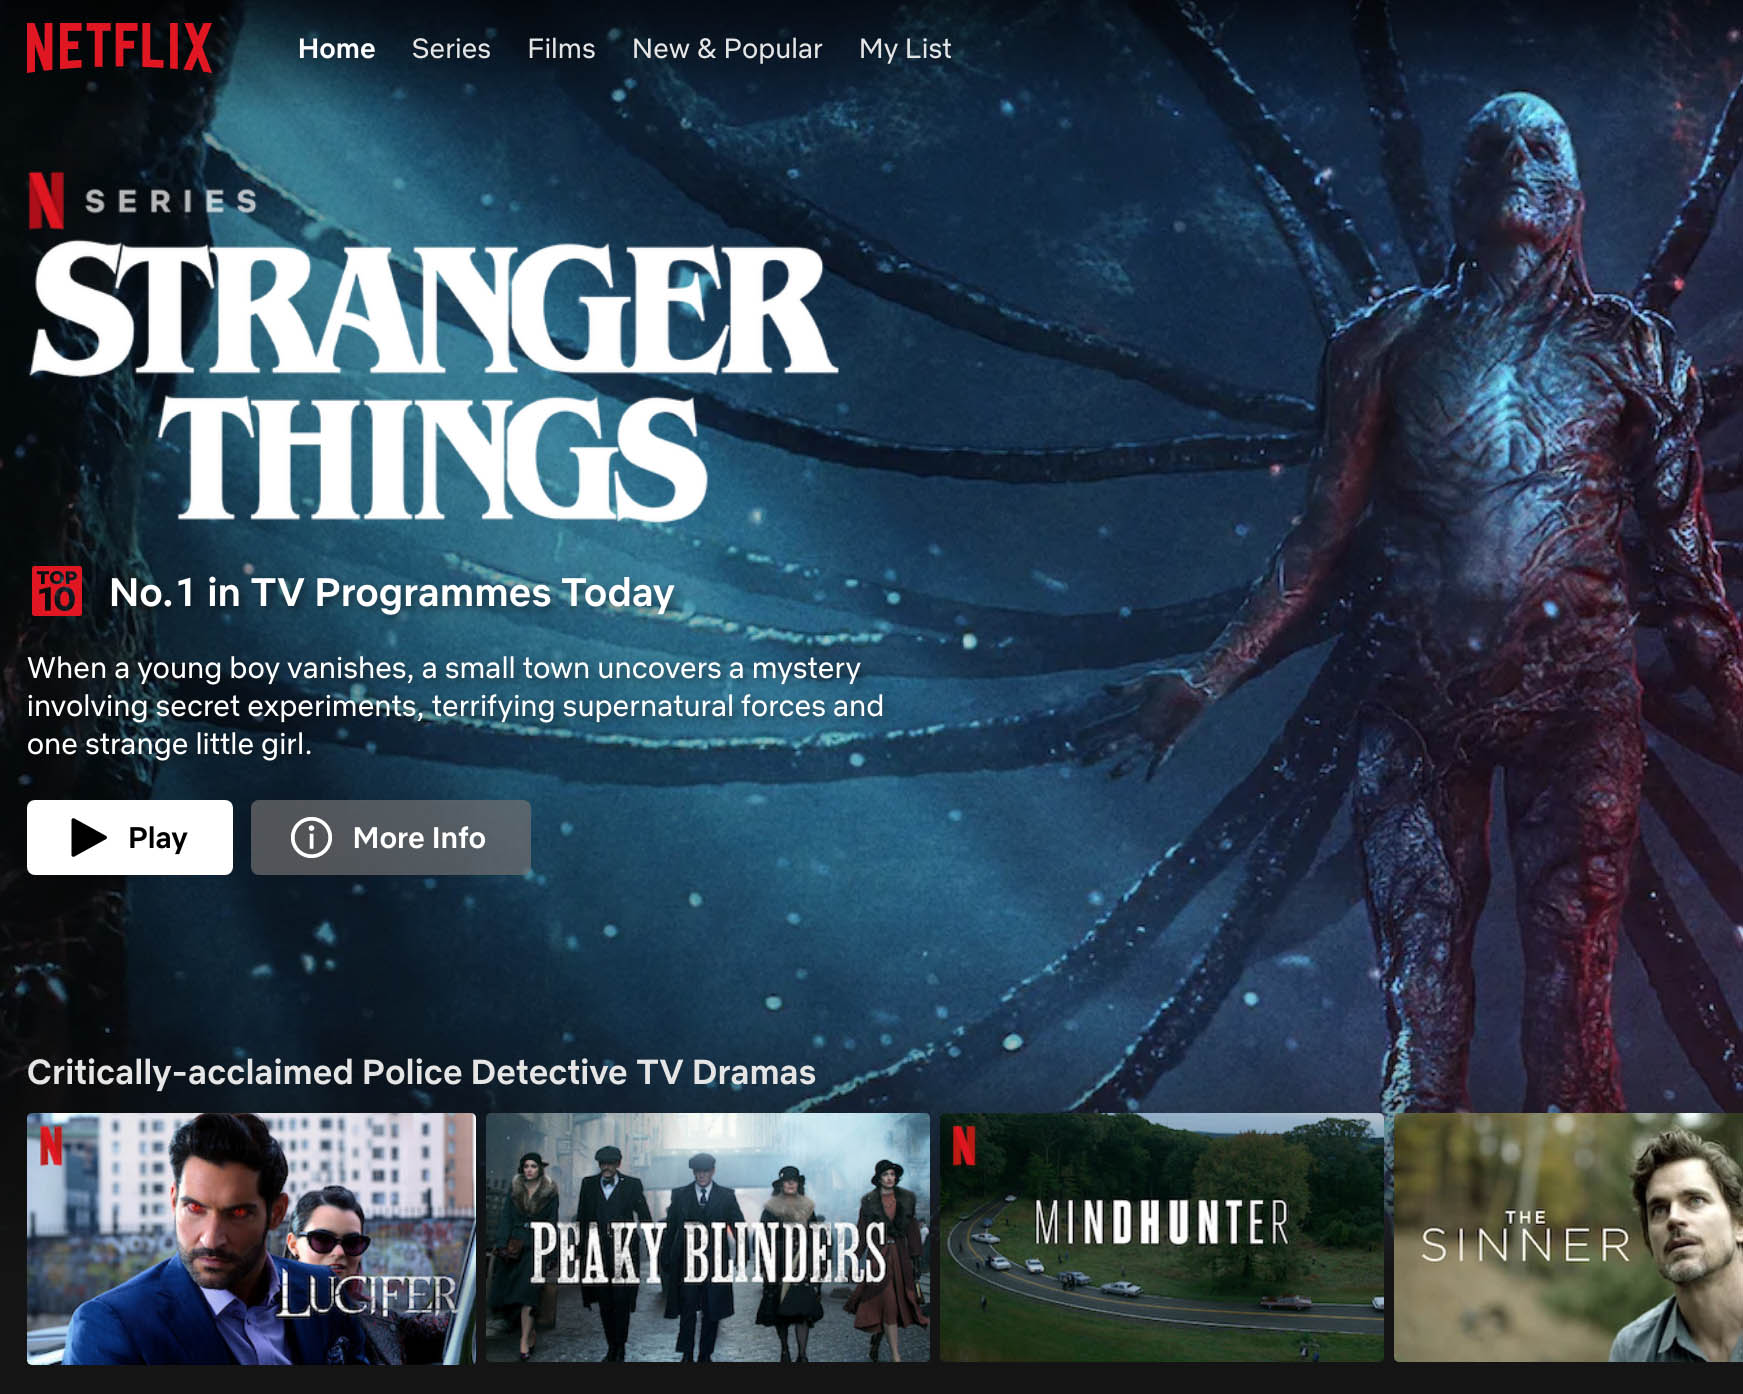 NETFLIX
Home Series Films New & Popular My List
N SERIES
STRANGER
THINGS
TOP
10
No.1 in TV Programmes Today
When a young boy vanishes, a small town uncovers a mystery
involving secret experiments, terrifying supernatural forces and
one strange little girl.
Play
More Info
Critically-acclaimed Police Detective TV Dramas
N
LUCIFER
PEAKY BLINDERS
N
MINDHUNTER
THE
SINNER